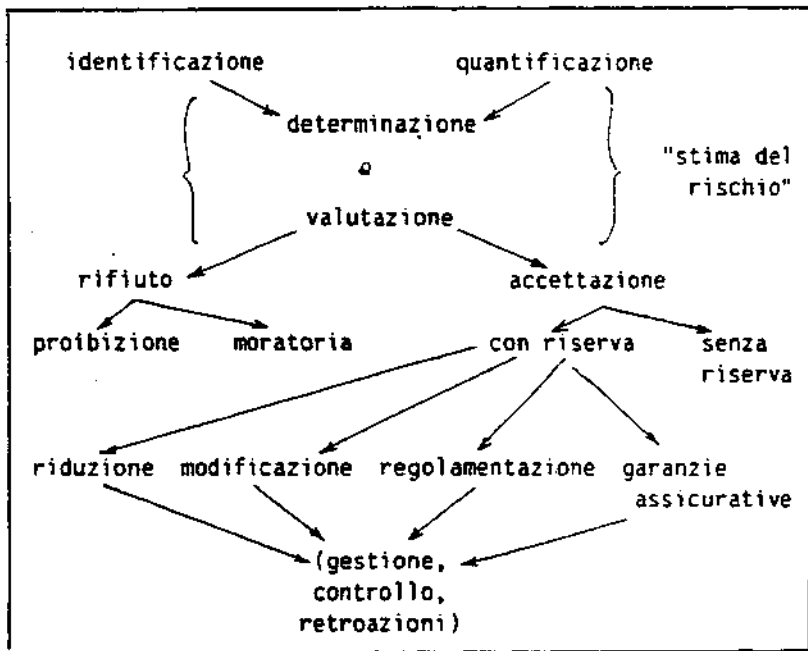 identificazione quantificazione
determinazione
"stima del
rischio"
o
valutazione
rifiuto accettazione
proibizione moratoria con riserva senza
riserva
riduzione modificazione regolamentazione garanzie
assicurative
(gestione,
controllo,
retroazioni)